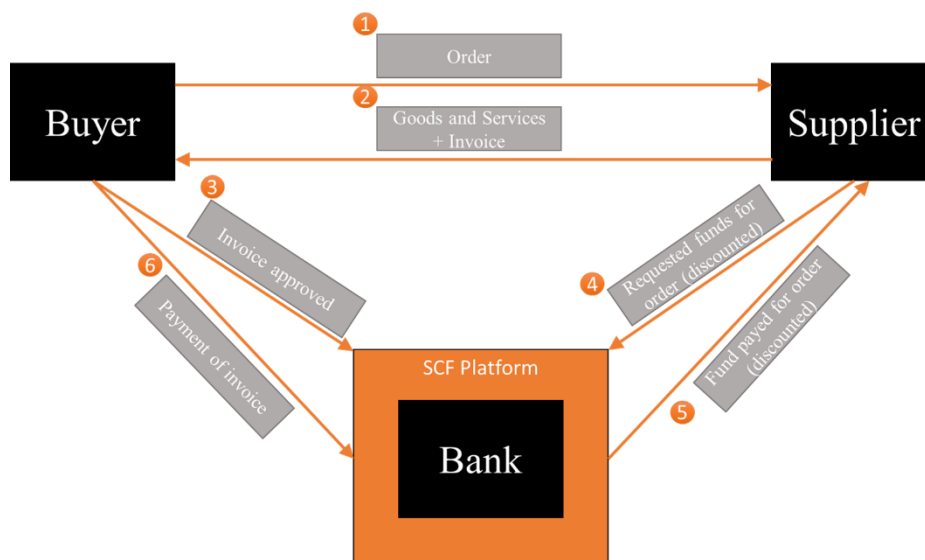 1
Order
2
Goods and Services
+ Invoice
Buyer
Supplier
3
Invoice approved
4
Requested funds for
order (discounted)
5
Fund payed for order
(discounted)
6
Payment of invoice
SCF Platform
Bank